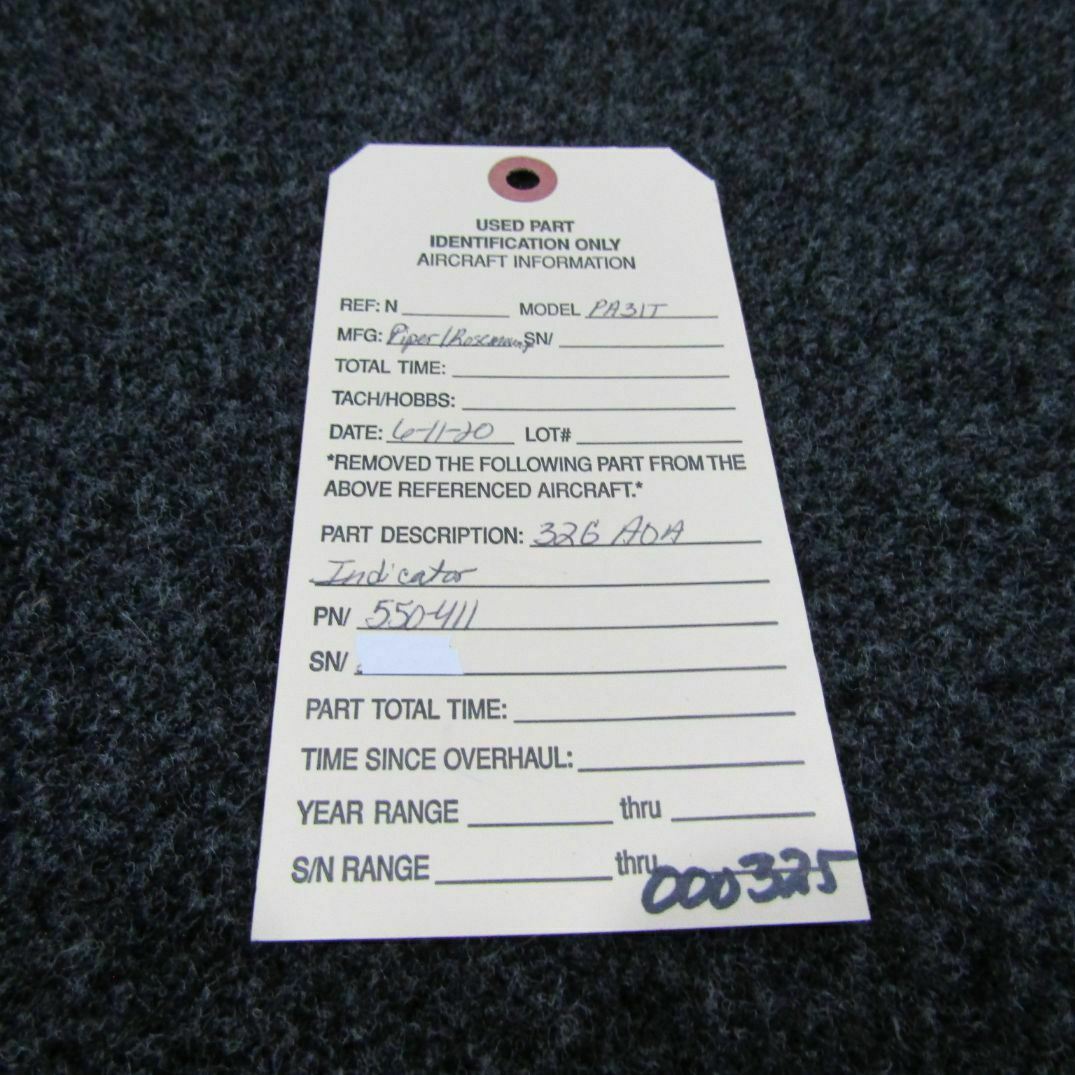 USED PART
IDENTIFICATION ONLY
AIRCRAFT INFORMATION
REF: N MODEL PA31T
MFG: Piper/Rosemount SN/
TOTAL TIME:
TACH/HOBBS:
DATE: 6-11-20 LOT#
*REMOVED THE FOLLOWING PART FROM THE
ABOVE REFERENCED AIRCRAFT.*
PART DESCRIPTION: 326 AOA
Indicator
PN/ 550-411
SN/
PART TOTAL TIME:
TIME SINCE OVERHAUL:
YEAR RANGE thru
S/N RANGE thru
000325